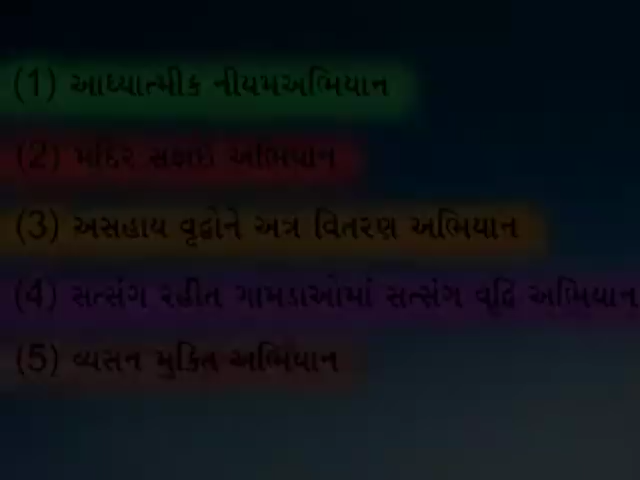 (1) આધ્યાત્મીક નીયમઅભિયાન
(2) મંદિર સફાઇ અભિયાન
(3) અસહાય વૃદ્ધોને અન્ન વિતરણ અભિયાન
(4) સત્સંગ રહીત ગામડાઓમાં સત્સંગ વૃદ્ધિ અભિયાન
(5) વ્યસન મુક્તિ અભિયાન